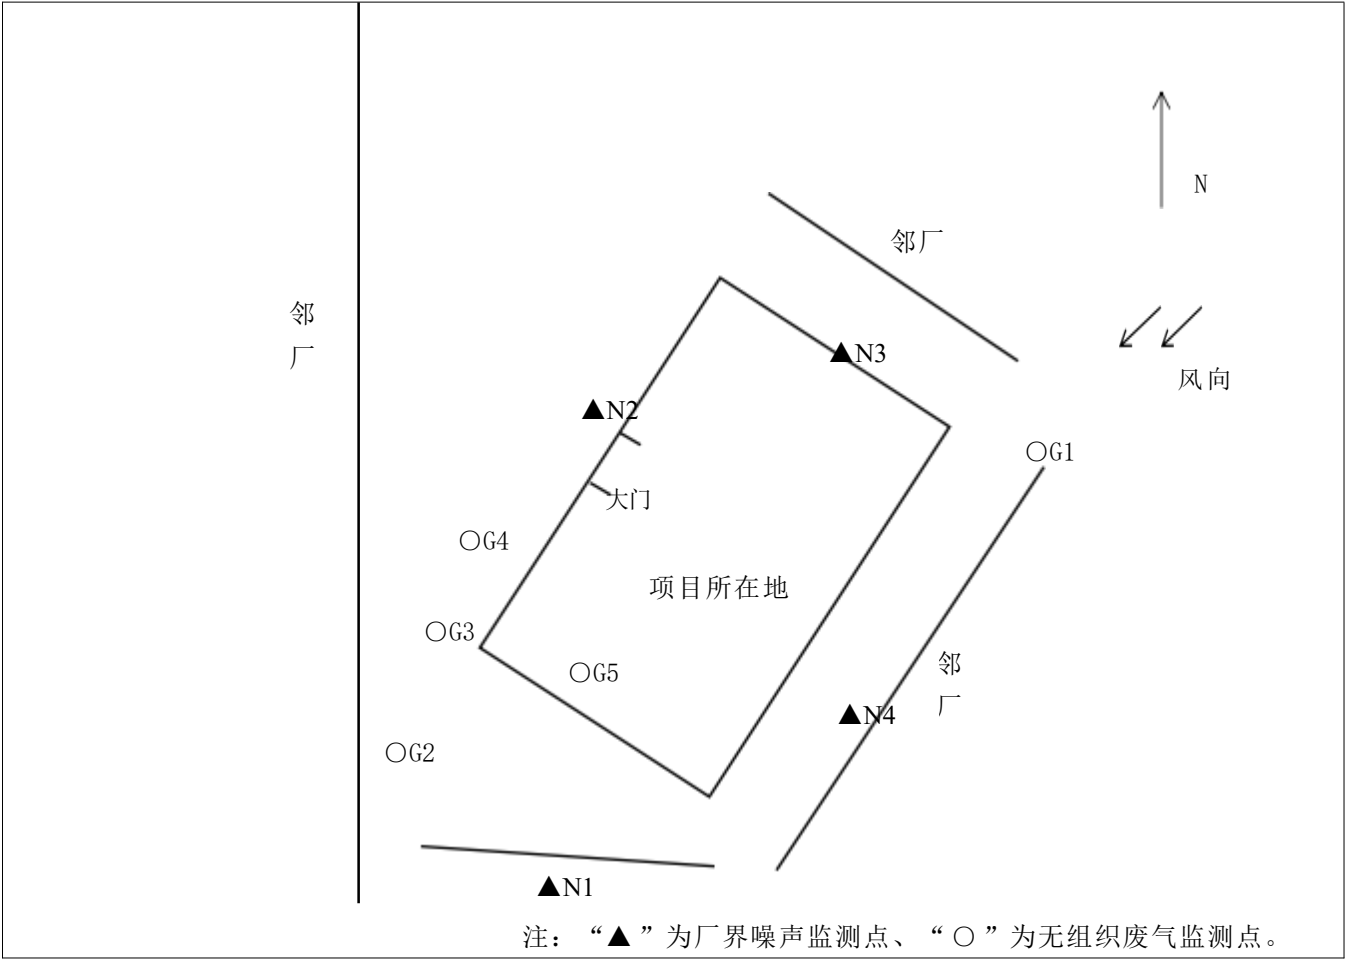 N
邻厂
邻
厂
▲N3
风向
▲N2
○G1
大门
○G4
项目所在地
○G3
○G5
邻
厂
▲N4
○G2
▲N1
注：“▲”为厂界噪声监测点、“○”为无组织废气监测点。